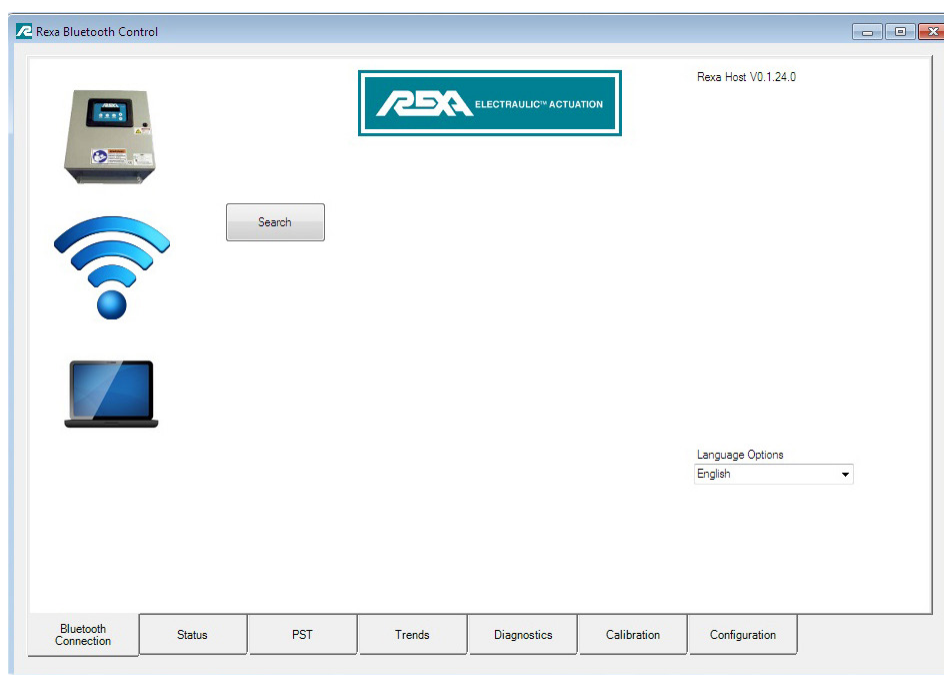 Rexa Bluetooth Control
Rexa Host V0.1.24.0
REXA ELECTRAULIC™ ACTUATION
Search
Language Options
English
Bluetooth
Connection
Status
PST
Trends
Diagnostics
Calibration
Configuration